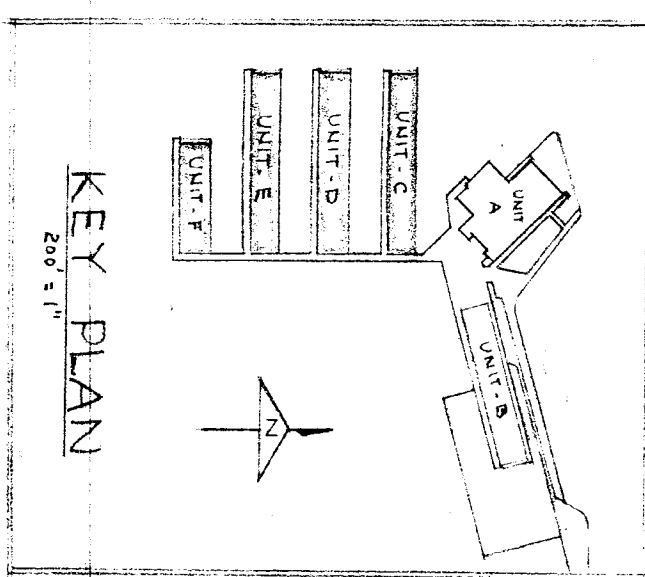 UNIT
A
UNIT-B
UNIT-C
UNIT-D
UNIT-E
UNIT-F
N
KEY PLAN
200' = 1"